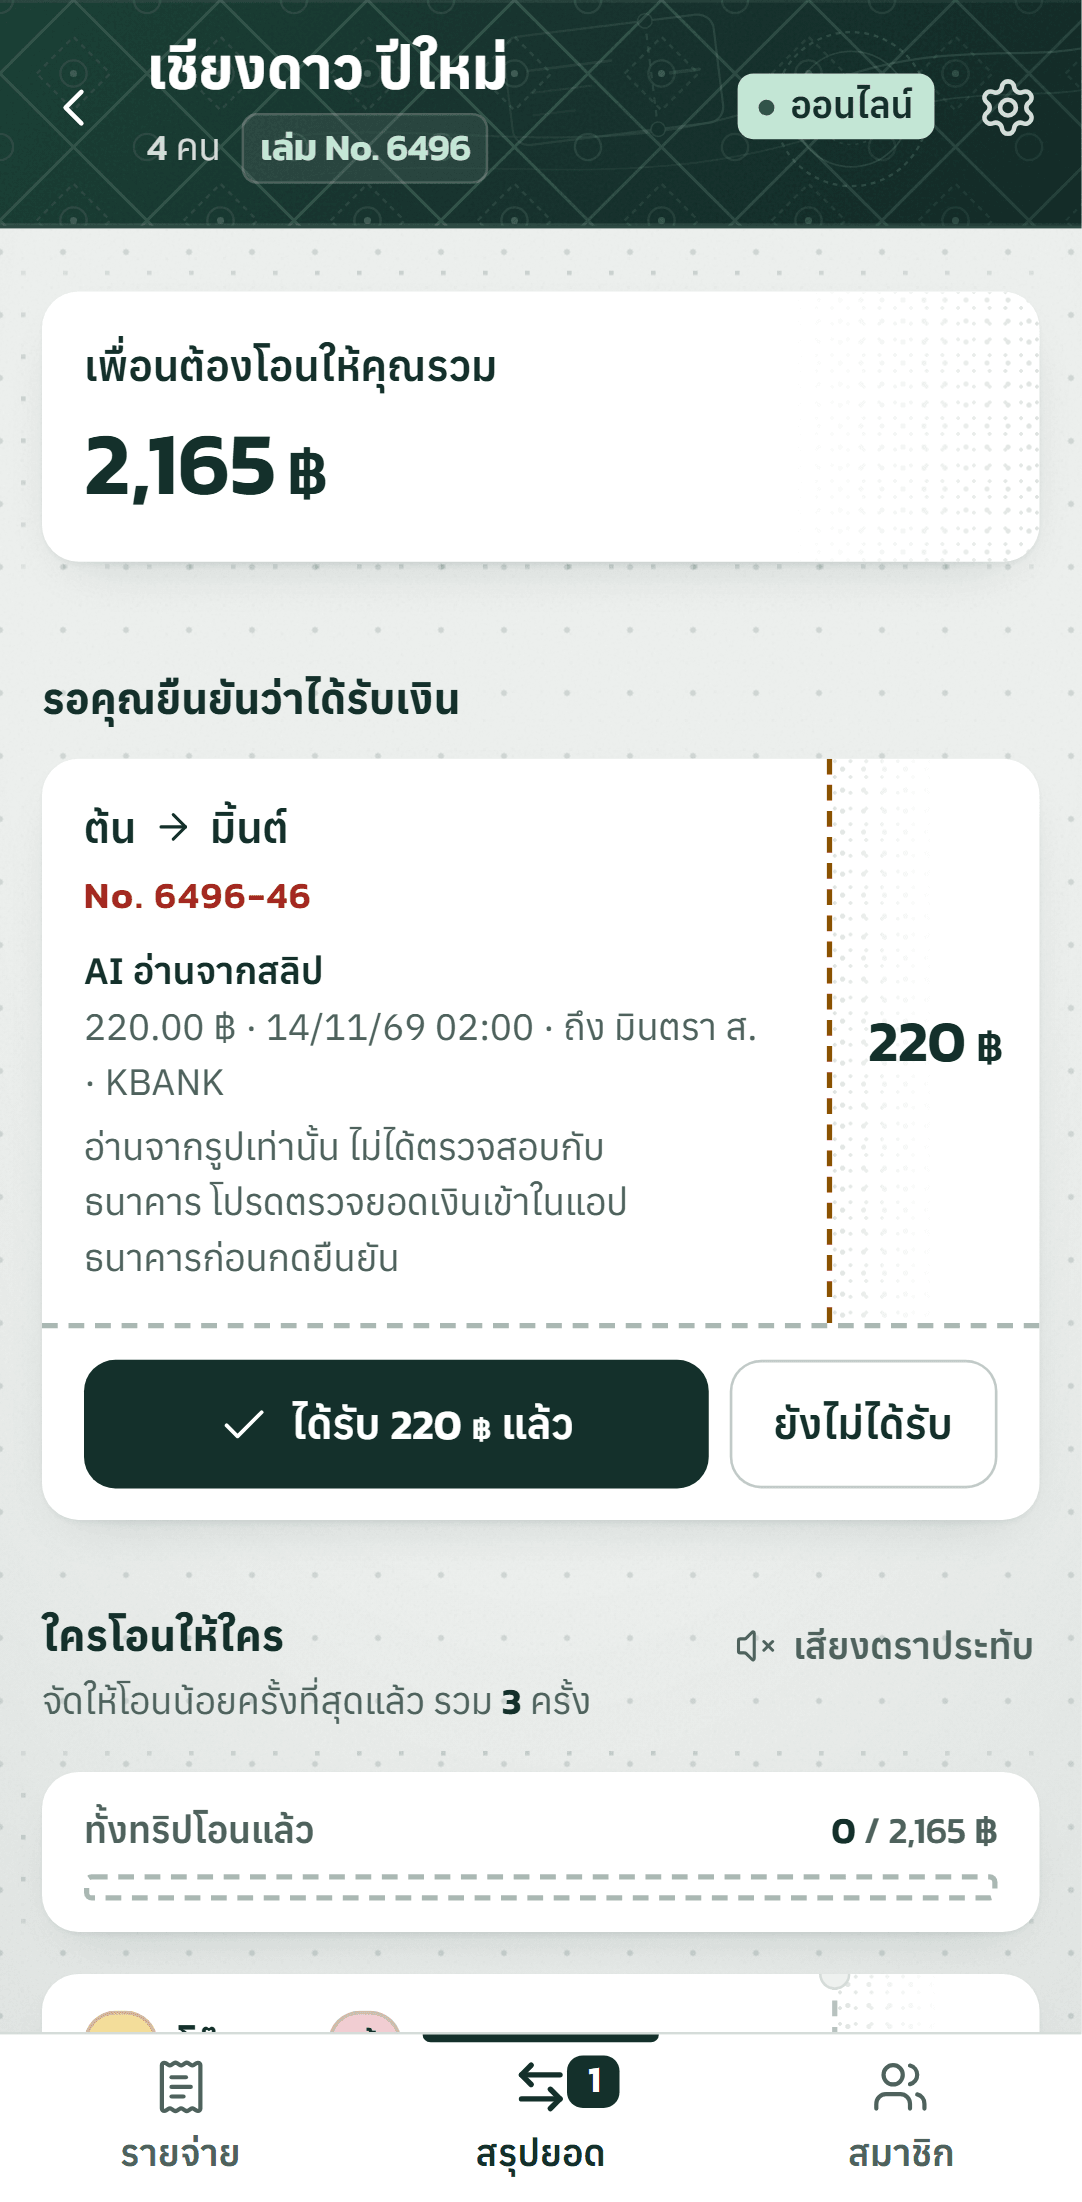 เชียงดาว ปีใหม่
4 คน เล่ม No. 6496
ออนไลน์
เพื่อนต้องโอนให้คุณรวม
2,165 ฿
รอคุณยืนยันว่าได้รับเงิน
ต้น → มิ้นต์
No. 6496-46
AI อ่านจากสลิป
220.00 ฿ · 14/11/69 02:00 · ถึง มินตรา ส.
· KBANK
อ่านจากรูปเท่านั้น ไม่ได้ตรวจสอบกับ
ธนาคาร โปรดตรวจยอดเงินเข้าในแอป
ธนาคารก่อนกดยืนยัน
220 ฿
ได้รับ 220 ฿ แล้ว
ยังไม่ได้รับ
ใครโอนให้ใคร
เสียงตราประทับ
จัดให้โอนน้อยครั้งที่สุดแล้ว รวม 3 ครั้ง
ทั้งทริปโอนแล้ว
0 / 2,165 ฿
1
รายจ่าย
สรุปยอด
สมาชิก